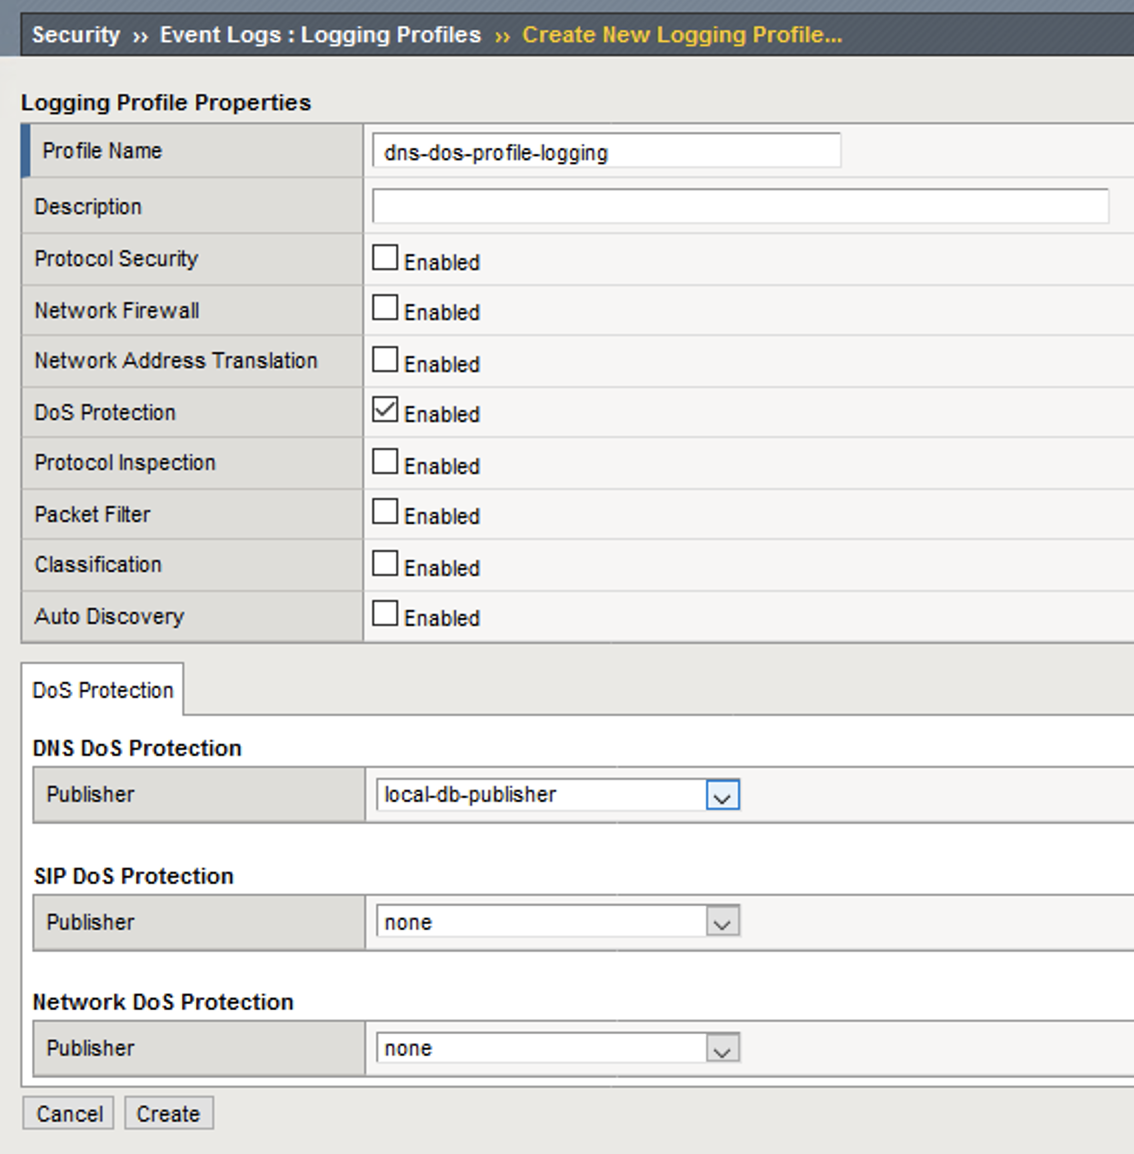 Security ›› Event Logs : Logging Profiles ›› Create New Logging Profile...
Logging Profile Properties
Profile Name dns-dos-profile-logging
Description
Protocol Security Enabled
Network Firewall Enabled
Network Address Translation Enabled
DoS Protection Enabled
Protocol Inspection Enabled
Packet Filter Enabled
Classification Enabled
Auto Discovery Enabled
DoS Protection
DNS DoS Protection
Publisher local-db-publisher
SIP DoS Protection
Publisher none
Network DoS Protection
Publisher none
Cancel Create